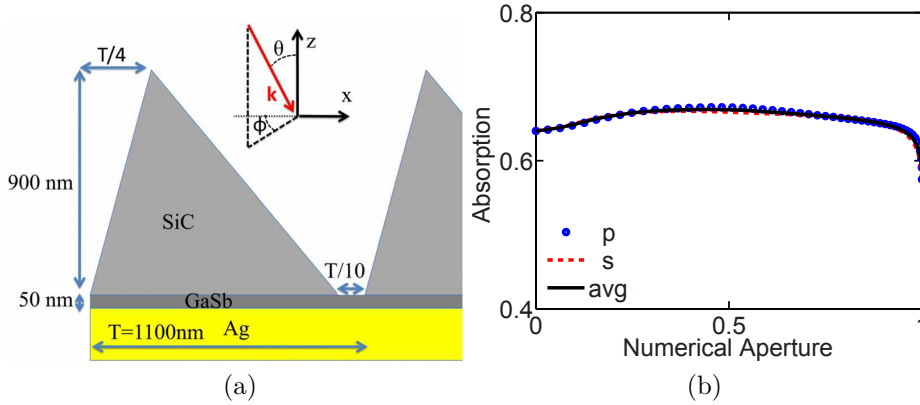 T/4
z
θ
k
x
ϕ
900 nm
SiC
T/10
50 nm
GaSb
T=1100nm
Ag
(a)
0.8
0.6
0.4
Absorption
p
s
avg
0
0.5
1
Numerical Aperture
(b)